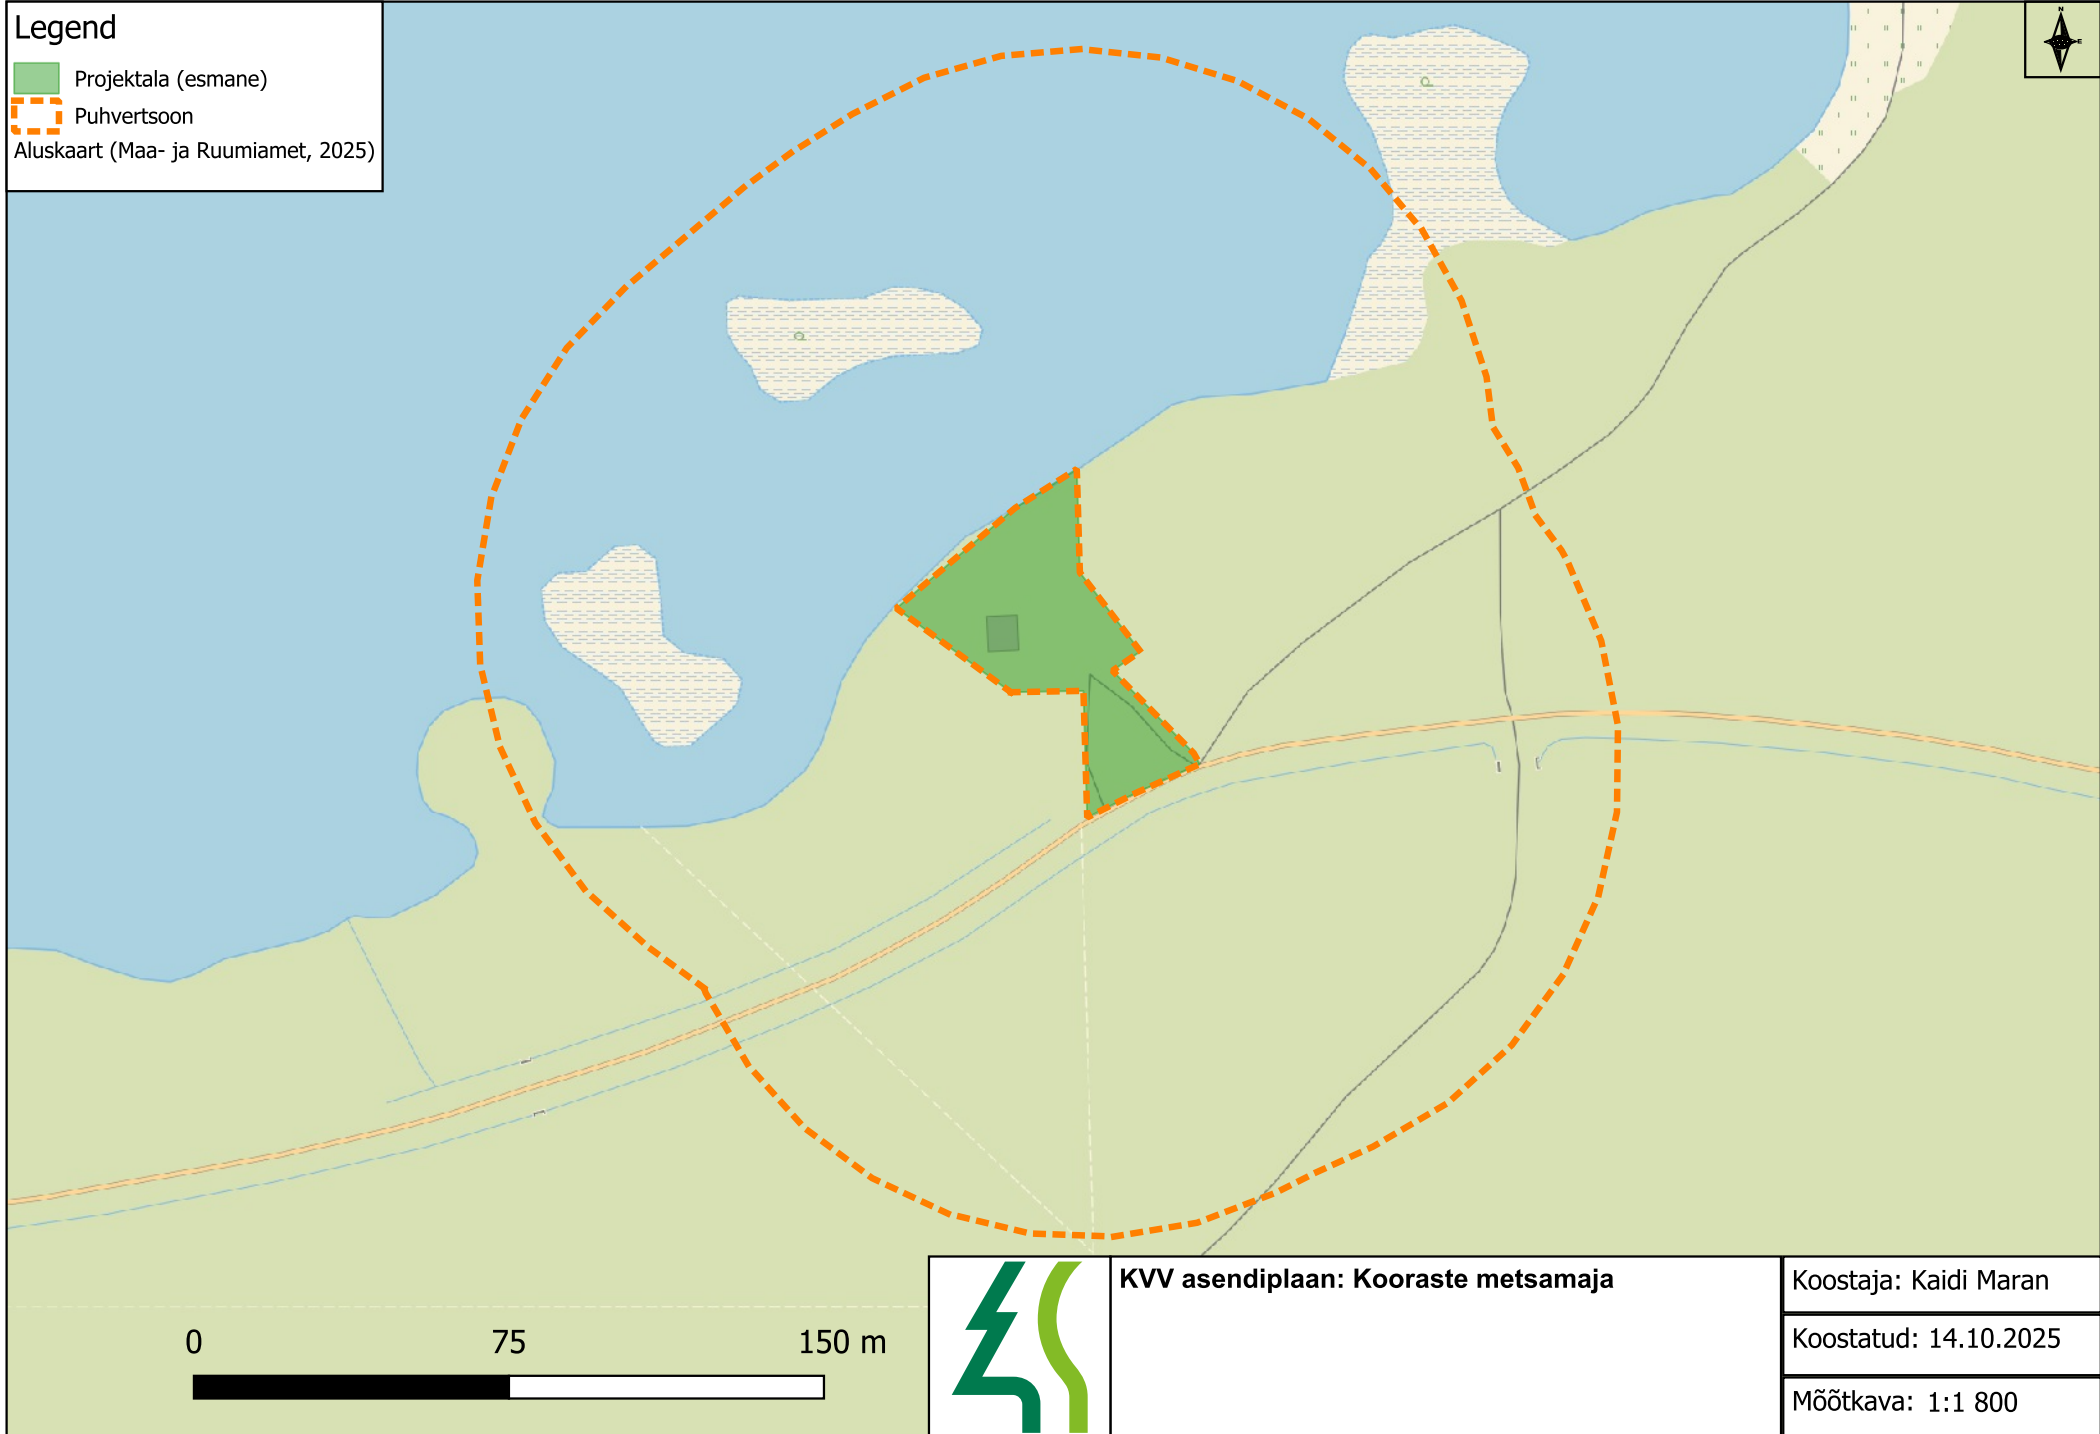 Legend
Projektala (esmane)
Puhvertsoon
Aluskaart (Maa- ja Ruumiamet, 2025)
N
E
0 75 150 m
KVV asendiplaan: Kooraste metsamaja
Koostaja: Kaidi Maran
Koostatud: 14.10.2025
Mõõtkava: 1:1 800